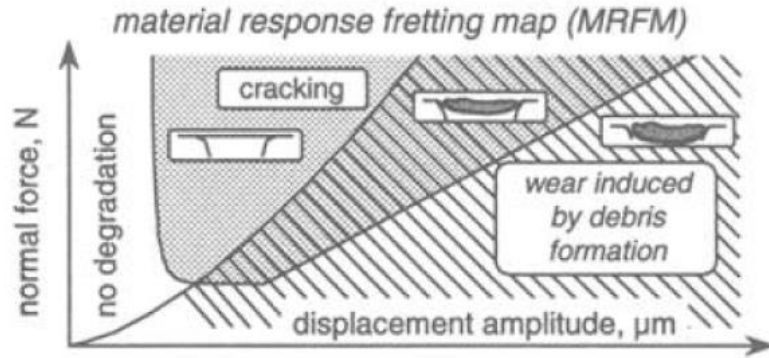 material response fretting map (MRFM)
normal force, N
no degradation
cracking
wear induced
by debris
formation
displacement amplitude, µm